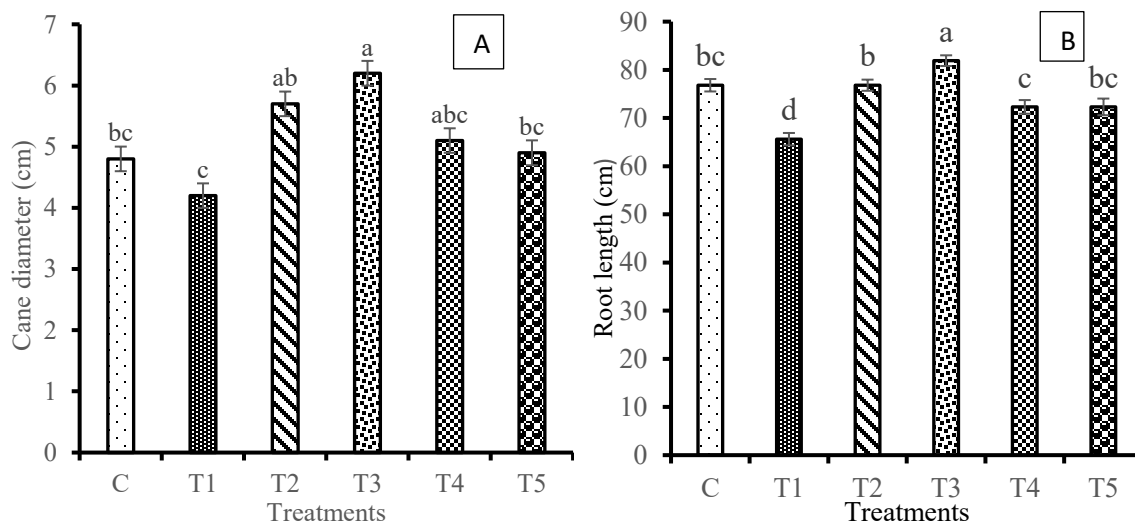 A
Cane diameter (cm)
7
6
5
4
3
2
1
0
bc
c
ab
a
abc
bc
C T1 T2 T3 T4 T5
Treatments
B
Root length (cm)
90
80
70
60
50
40
30
20
10
0
bc
d
b
a
c
bc
C T1 T2 T3 T4 T5
Treatments